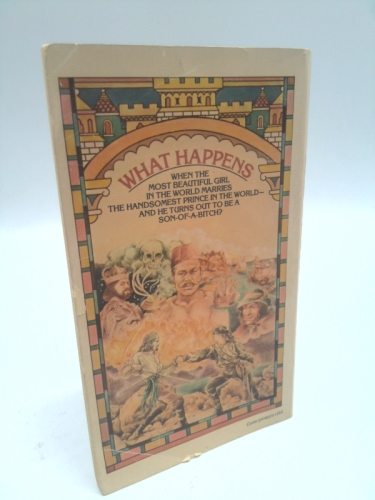 WHAT HAPPENS
WHEN THE
MOST BEAUTIFUL GIRL
IN THE WORLD MARRIES
THE HANDSOMEST PRINCE IN THE WORLD—
AND HE TURNS OUT TO BE A
SON-OF-A-BITCH?